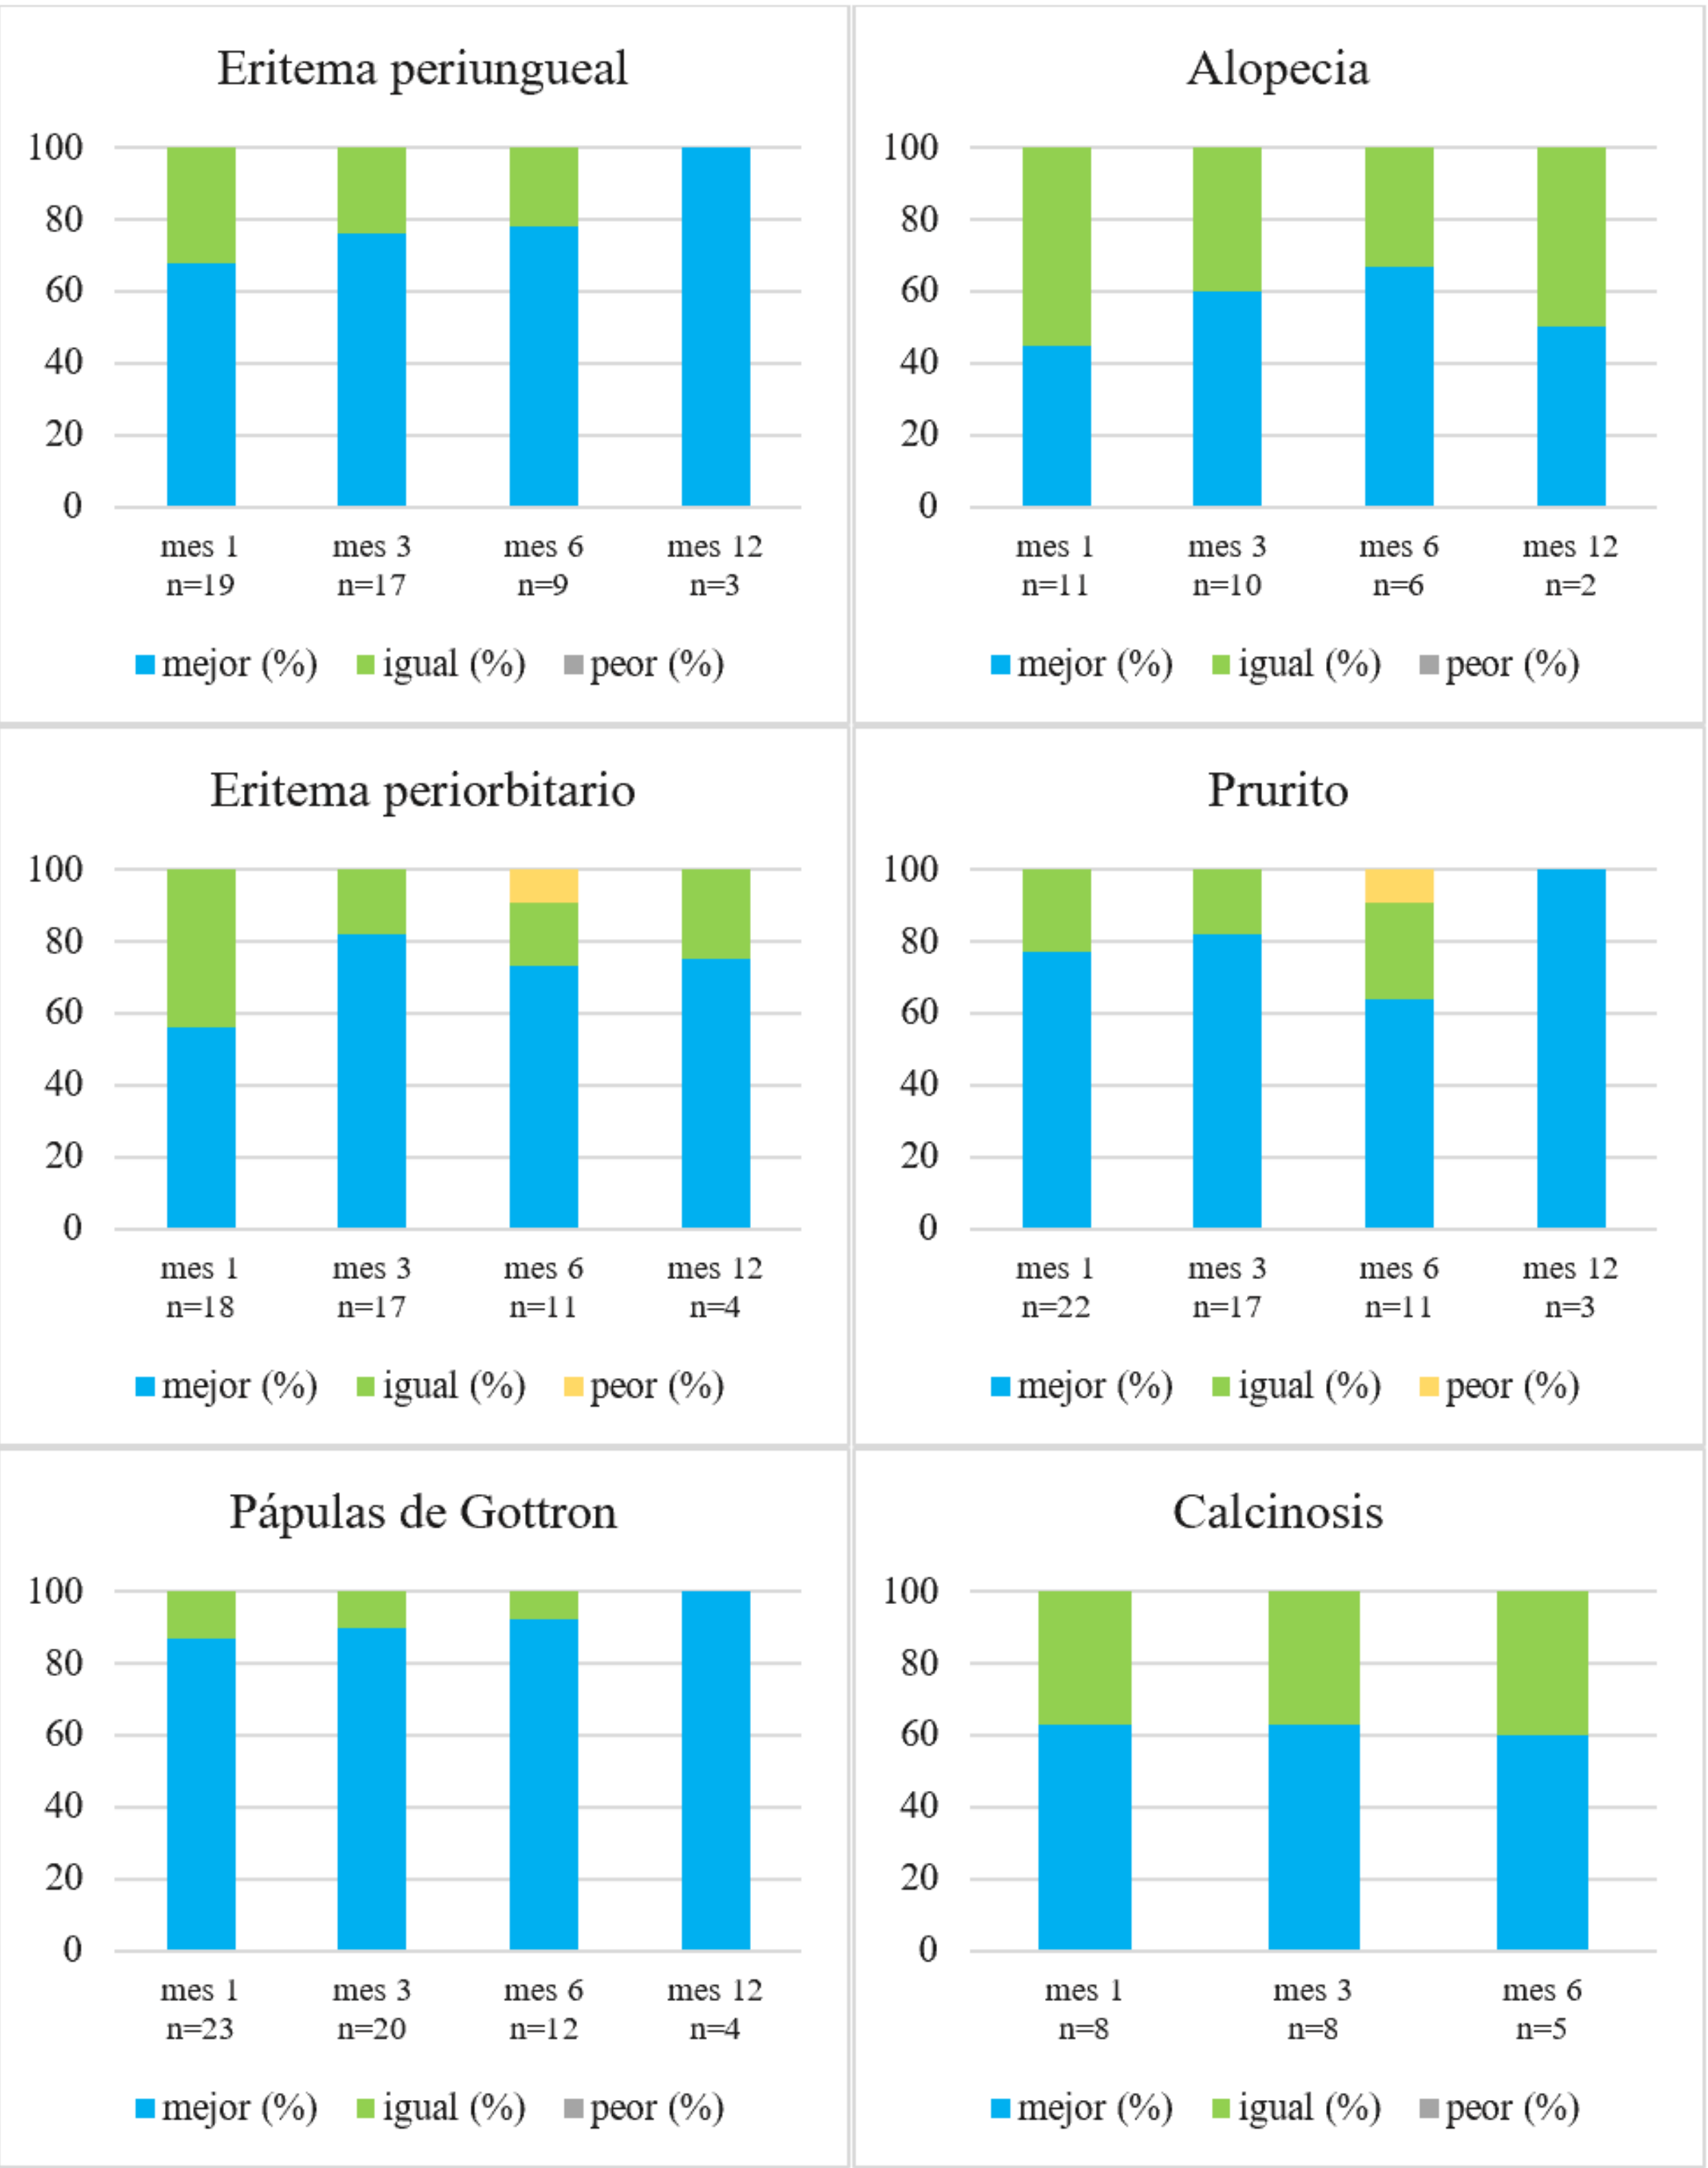 Eritema periungueal
100
80
60
40
20
0
mes 1 mes 3 mes 6 mes 12
n=19 n=17 n=9 n=3
mejor (%) igual (%) peor (%)
Alopecia
100
80
60
40
20
0
mes 1 mes 3 mes 6 mes 12
n=11 n=10 n=6 n=2
mejor (%) igual (%) peor (%)
Eritema periorbitario
100
80
60
40
20
0
mes 1 mes 3 mes 6 mes 12
n=18 n=17 n=11 n=4
mejor (%) igual (%) peor (%)
Prurito
100
80
60
40
20
0
mes 1 mes 3 mes 6 mes 12
n=22 n=17 n=11 n=3
mejor (%) igual (%) peor (%)
Pápulas de Gottron
100
80
60
40
20
0
mes 1 mes 3 mes 6 mes 12
n=23 n=20 n=12 n=4
mejor (%) igual (%) peor (%)
Calcinosis
100
80
60
40
20
0
mes 1 mes 3 mes 6
n=8 n=8 n=5
mejor (%) igual (%) peor (%)